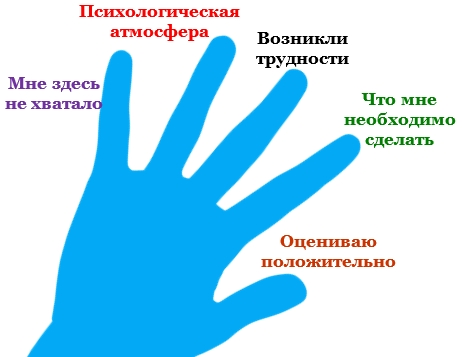 Психологическая
атмосфера
Возникли
трудности
Мне здесь
не хватало
Что мне
необходимо
сделать
Оцениваю
положительно